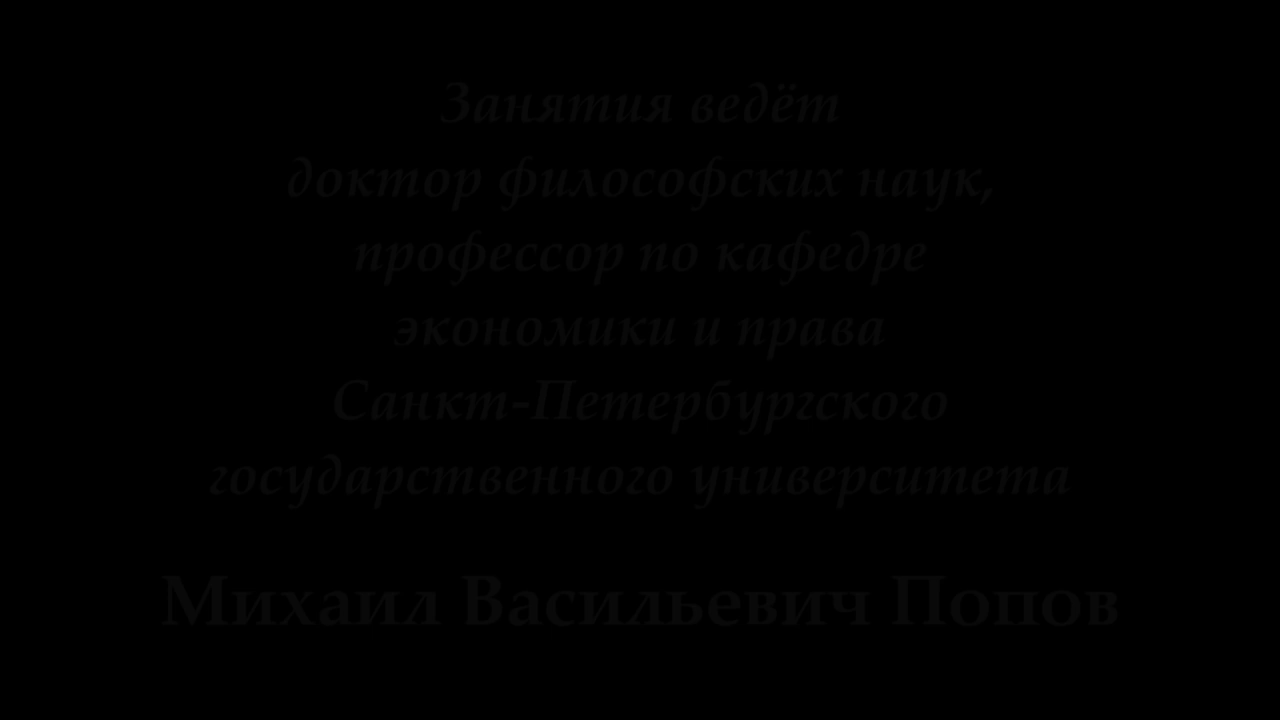 Занятия ведёт
доктор философских наук,
профессор по кафедре
экономики и права
Санкт-Петербургского
государственного университета
Михаил Васильевич Попов